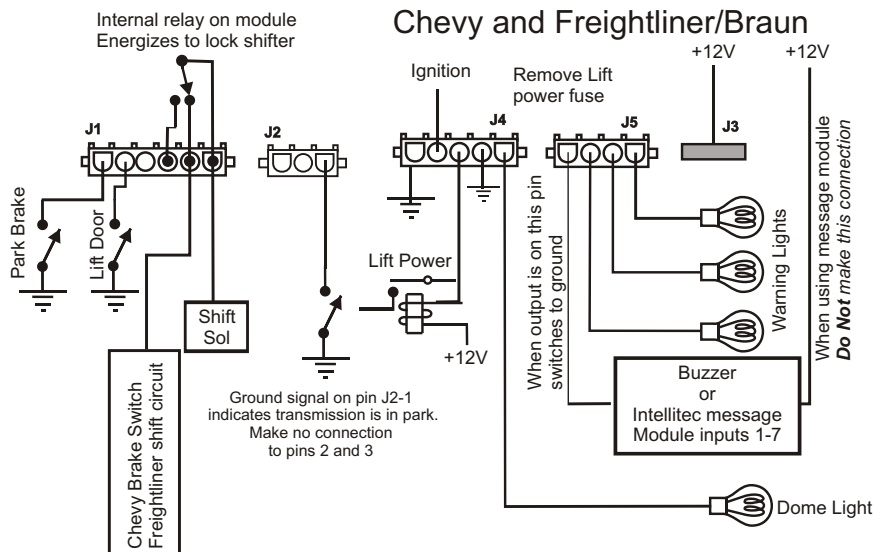 Chevy and Freightliner/Braun
Internal relay on module
Energizes to lock shifter
Ignition
Remove Lift
power fuse
+12V
+12V
J1
J2
J4
J5
J3
Park Brake
Lift Door
Lift Power
+12V
Shift
Sol
Chevy Brake Switch
Freightliner shift circuit
Ground signal on pin J2-1
indicates transmission is in park.
Make no connection
to pins 2 and 3
When output is on this pin
switches to ground
Warning Lights
When using message module
Do Not make this connection
Buzzer
or
Intellitec message
Module inputs 1-7
Dome Light